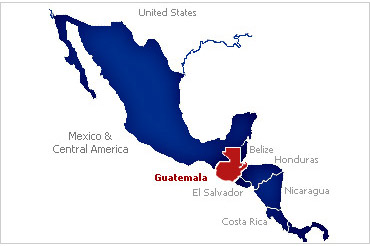 United States
Mexico &
Central America
Belize
Honduras
Guatemala
El Salvador
Nicaragua
Costa Rica